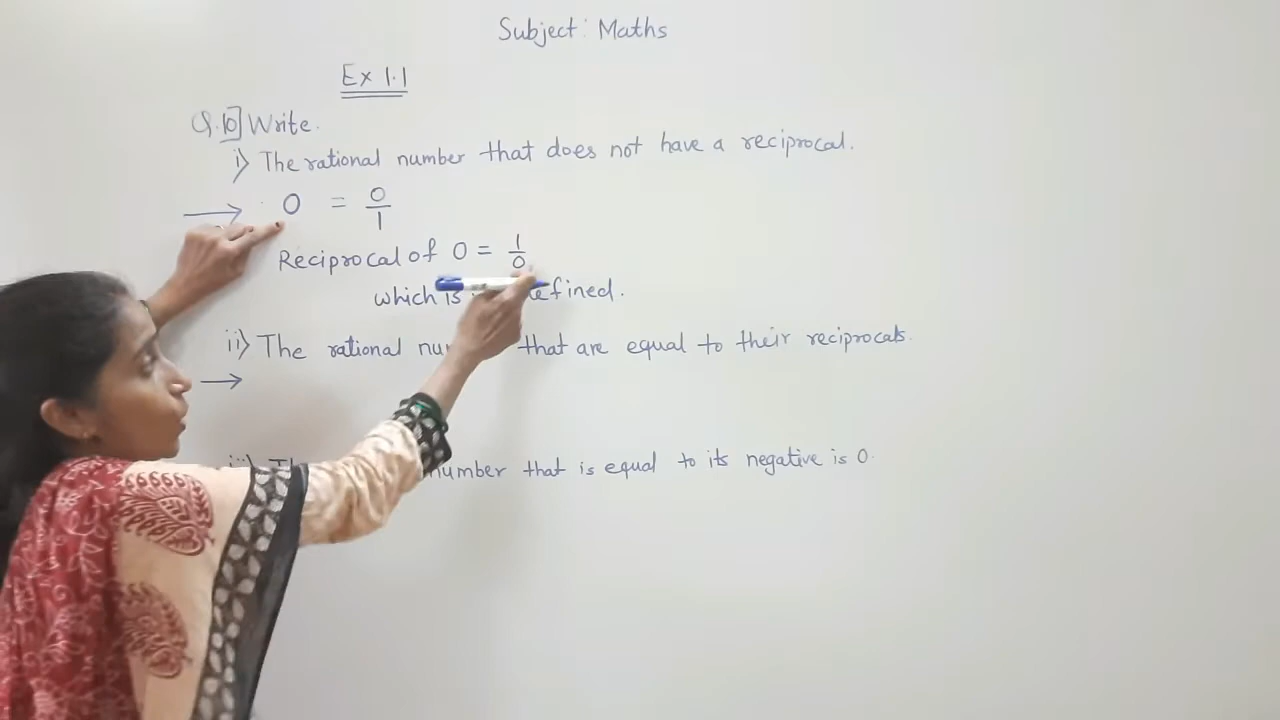 Subject: Maths
Ex 1.1
Q.10] Write.
i) The rational number that does not have a reciprocal.
→ 0 = 0/1
Reciprocal of 0 = 1/0
which is efined.
ii) The rational nu that are equal to their reciprocals.
→
number that is equal to its negative is 0.